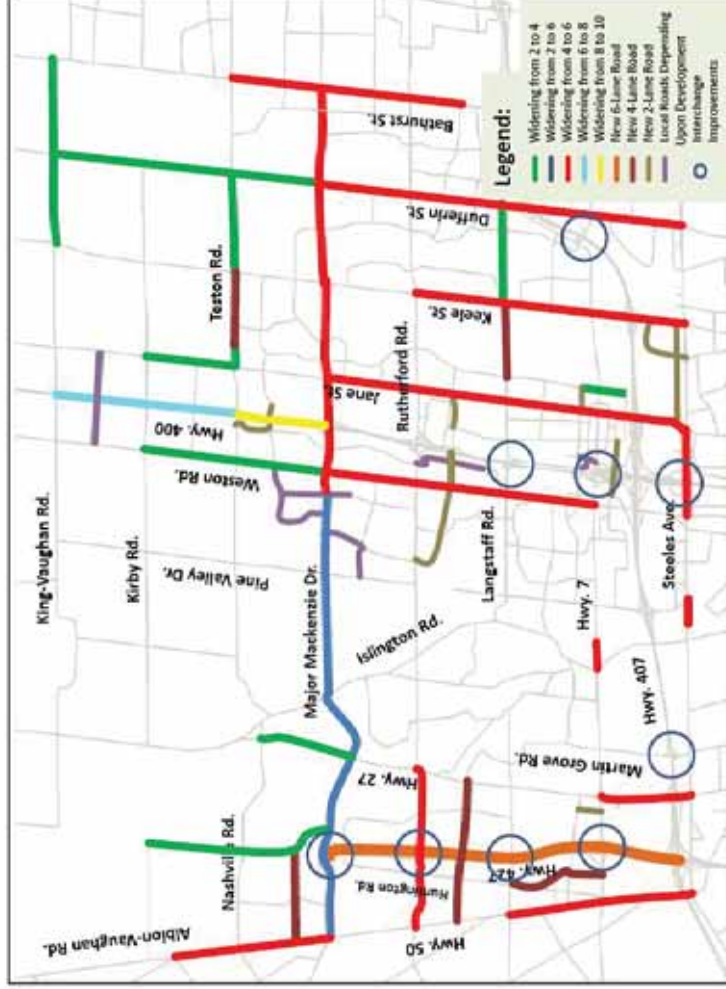 King-Vaughan Rd.
Kirby Rd.
Teston Rd.
Hwy. 400
Weston Rd.
Pine Valley Dr.
Major Mackenzie Dr.
Islington Rd.
Jane St.
Rutherford Rd.
Keele St.
Dufferin St.
Bathurst St.
Langstaff Rd.
Hwy. 7
Steeles Ave.
Hwy. 407
Martin Grove Rd.
Hwy. 27
Nashville Rd.
Albion-Vaughan Rd.
Huntington Rd.
Hwy. 427
Hwy. 50
Legend:
Widening from 2 to 4
Widening from 2 to 6
Widening from 4 to 6
Widening from 6 to 8
Widening from 8 to 10
New 6-Lane Road
New 4-Lane Road
New 2-Lane Road
Local Roads Depending
Upon Development
Interchange
Improvements